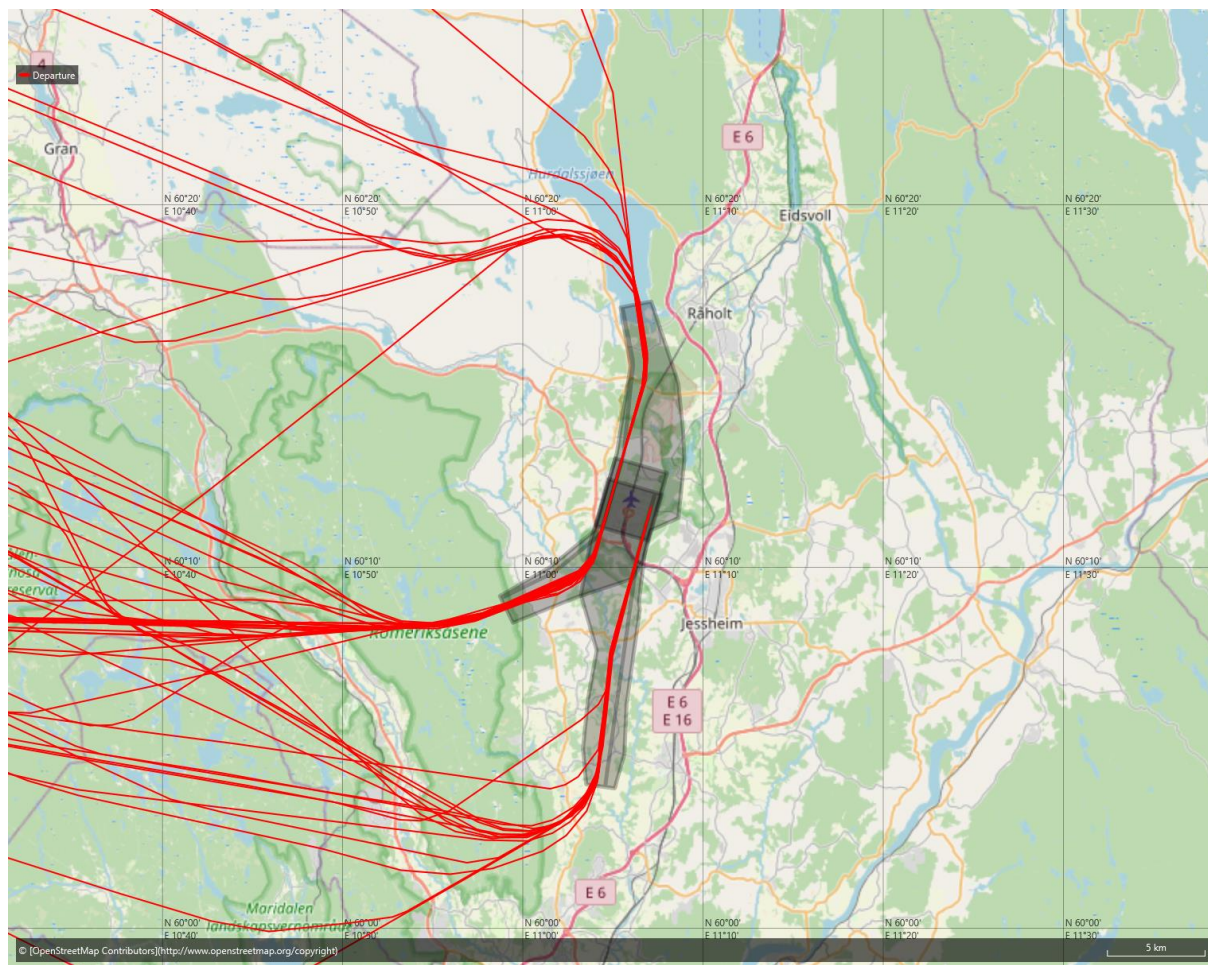 4
Departure
Gran
E 6
Hurdalssjøen
N 60°20'
E 10°40'
N 60°20'
E 10°50'
N 60°20'
E 11°00'
N 60°20'
E 11°10'
Eidsvoll
N 60°20'
E 11°20'
N 60°20'
E 11°30'
Råholt
N 60°10'
E 10°40'
N 60°10'
E 10°50'
N 60°10'
E 11°00'
N 60°10'
E 11°10'
N 60°10'
E 11°20'
N 60°10'
E 11°30'
Romeriksåsene
Jessheim
E 6
E 16
E 6
Maridalen
landskapsvernområde
N 60°00'
E 10°40'
N 60°00'
E 10°50'
N 60°00'
E 11°00'
N 60°00'
E 11°10'
N 60°00'
E 11°20'
N 60°00'
E 11°30'
© [OpenStreetMap Contributors](http://www.openstreetmap.org/copyright)
5 km